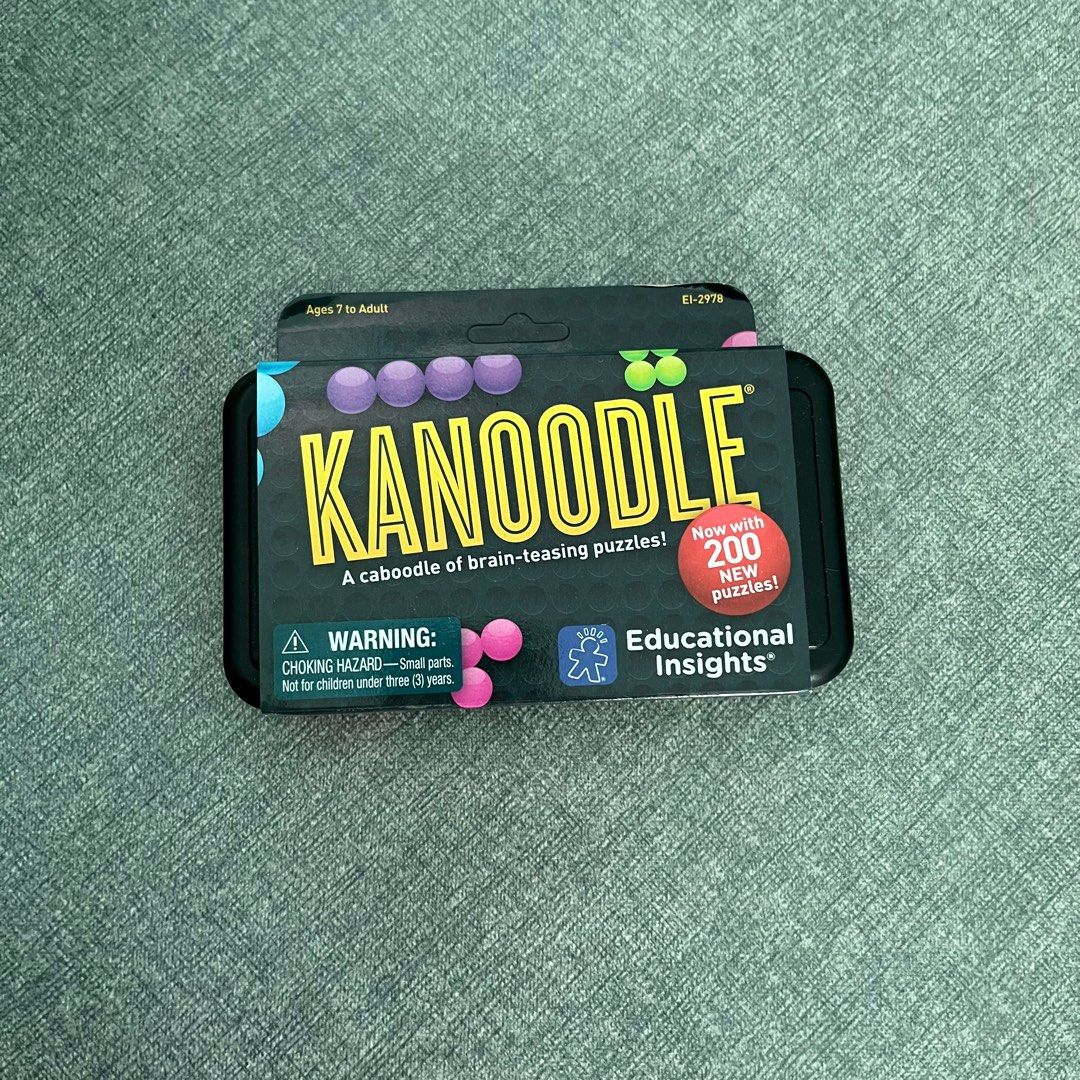 Ages 7 to Adult
EI-2978
KANOODLE®
A caboodle of brain-teasing puzzles!
Now with
200
NEW
puzzles!
WARNING:
CHOKING HAZARD—Small parts.
Not for children under three (3) years.
Educational
Insights®